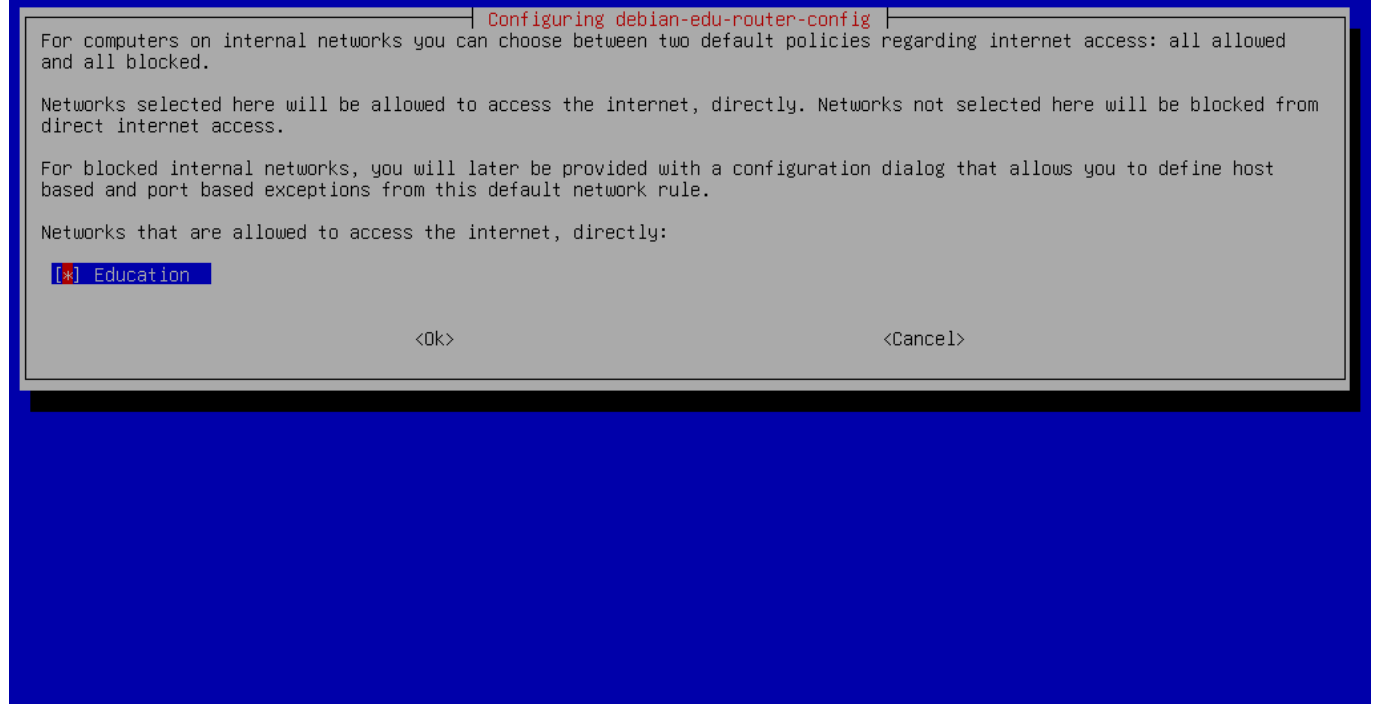 Configuring debian-edu-router-config
For computers on internal networks you can choose between two default policies regarding internet access: all allowed
and all blocked.
Networks selected here will be allowed to access the internet, directly. Networks not selected here will be blocked from
direct internet access.
For blocked internal networks, you will later be provided with a configuration dialog that allows you to define host
based and port based exceptions from this default network rule.
Networks that are allowed to access the internet, directly:
[*] Education
<Ok> <Cancel>